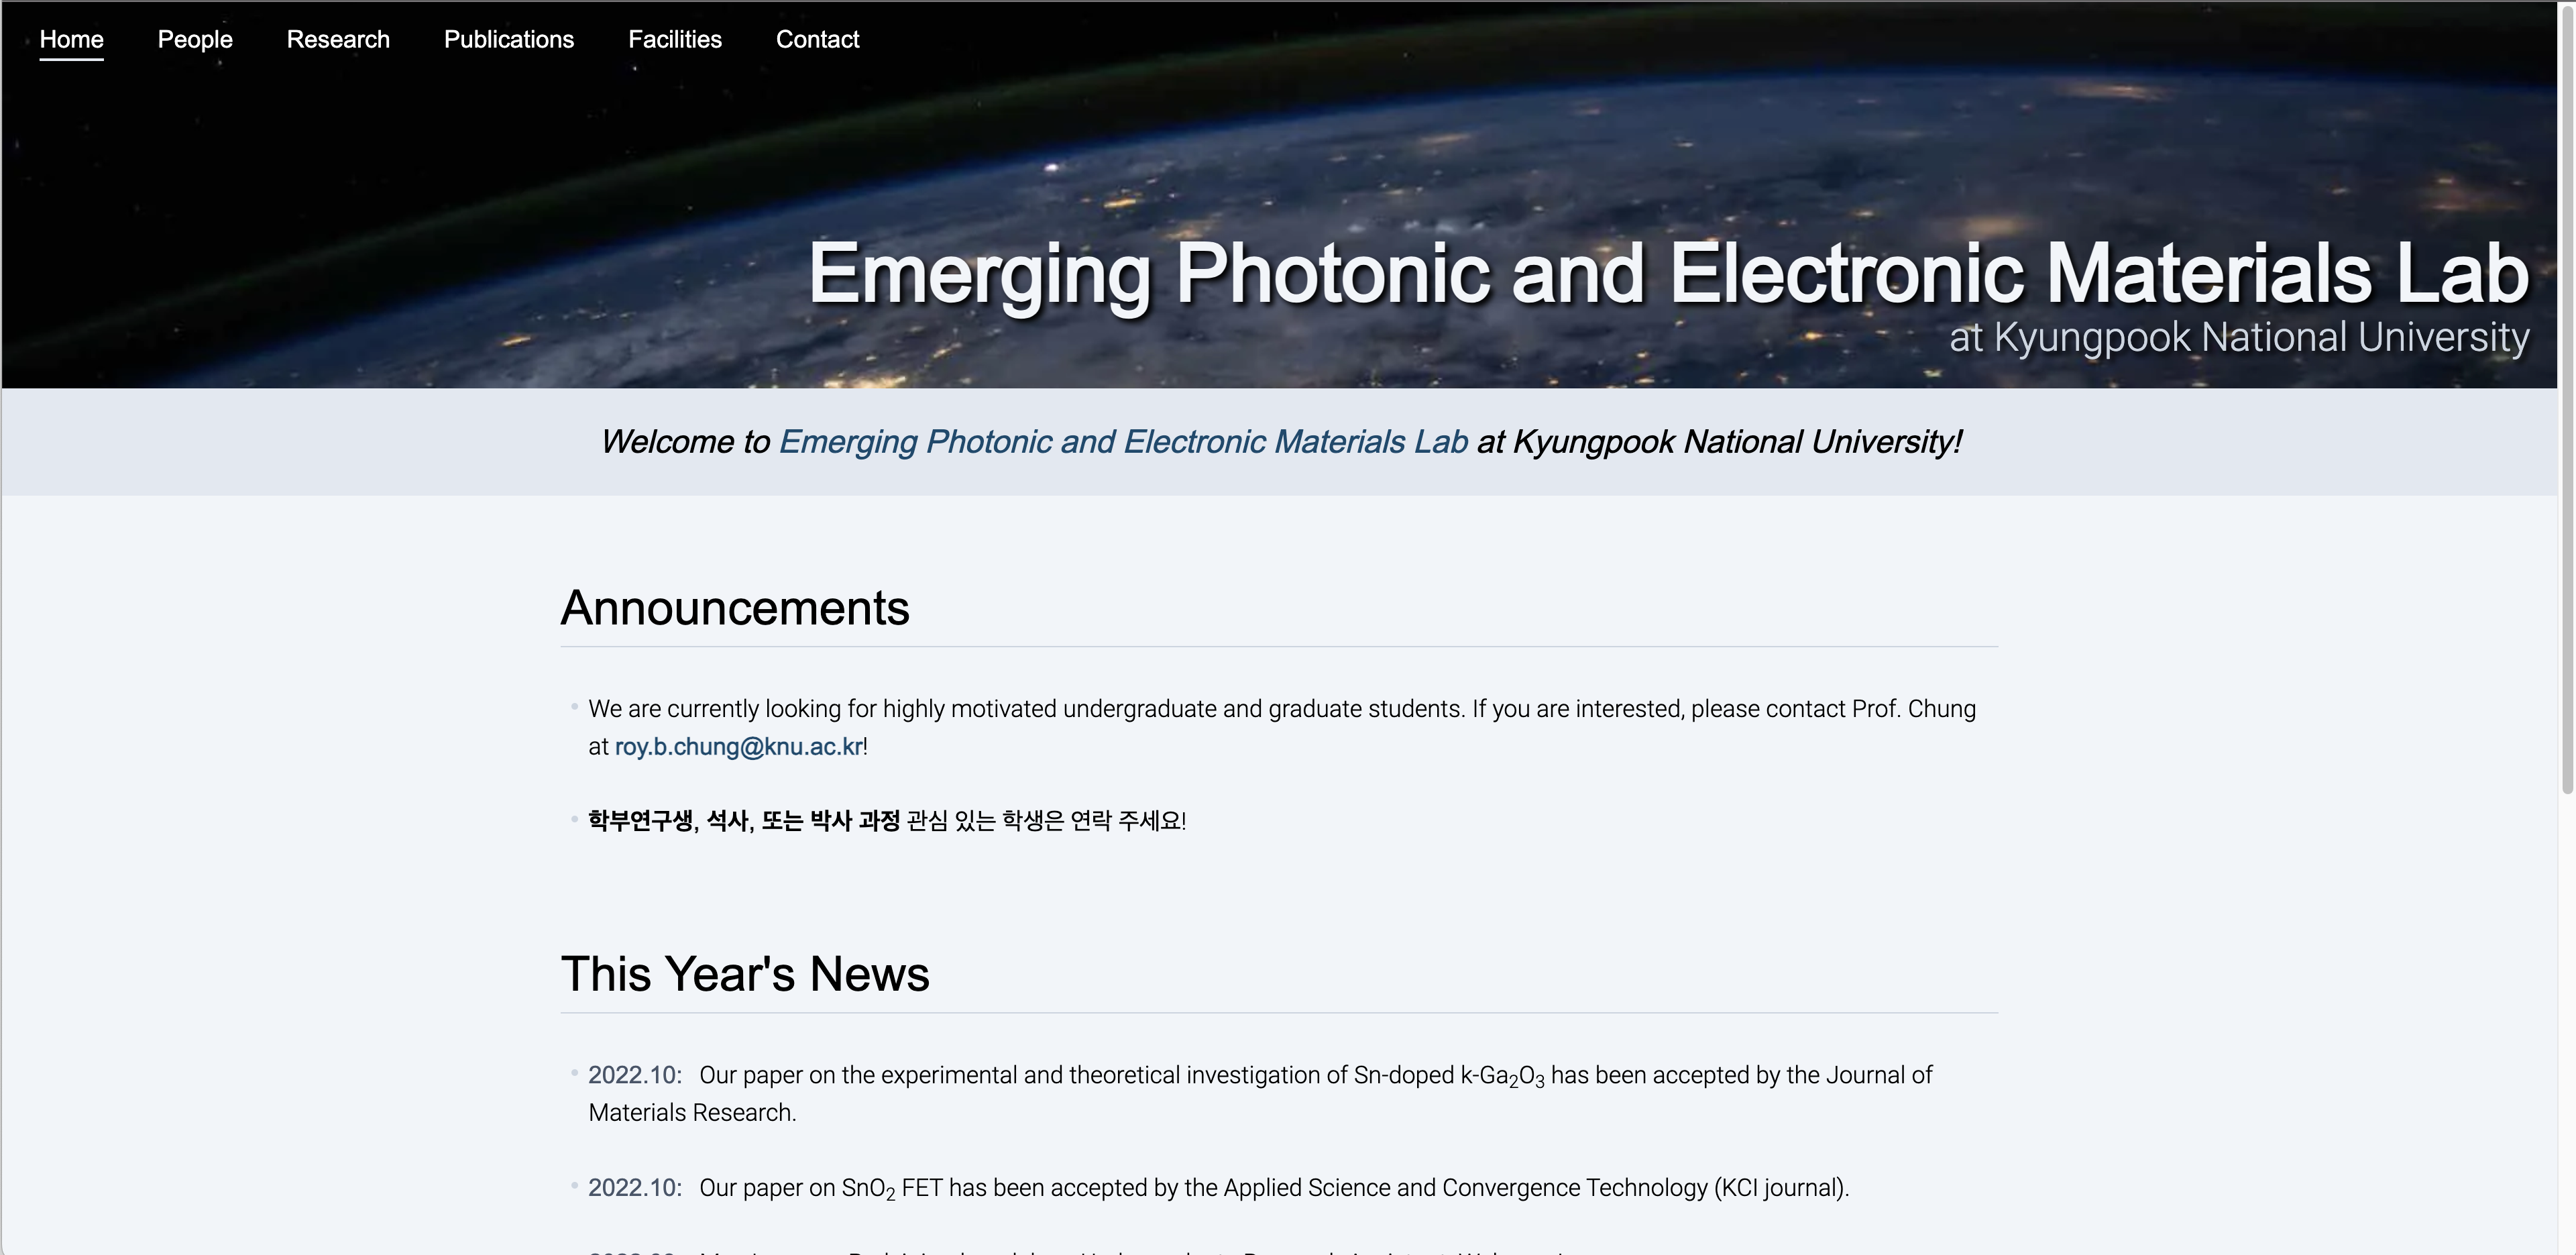 Home People Research Publications Facilities Contact
Emerging Photonic and Electronic Materials Lab
at Kyungpook National University
Welcome to Emerging Photonic and Electronic Materials Lab at Kyungpook National University!
Announcements
We are currently looking for highly motivated undergraduate and graduate students. If you are interested, please contact Prof. Chung
at roy.b.chung@knu.ac.kr!
학부연구생, 석사, 또는 박사 과정 관심 있는 학생은 연락 주세요!
This Year's News
2022.10: Our paper on the experimental and theoretical investigation of Sn-doped k-Ga₂O₃ has been accepted by the Journal of
Materials Research.
2022.10: Our paper on SnO₂ FET has been accepted by the Applied Science and Convergence Technology (KCI journal).